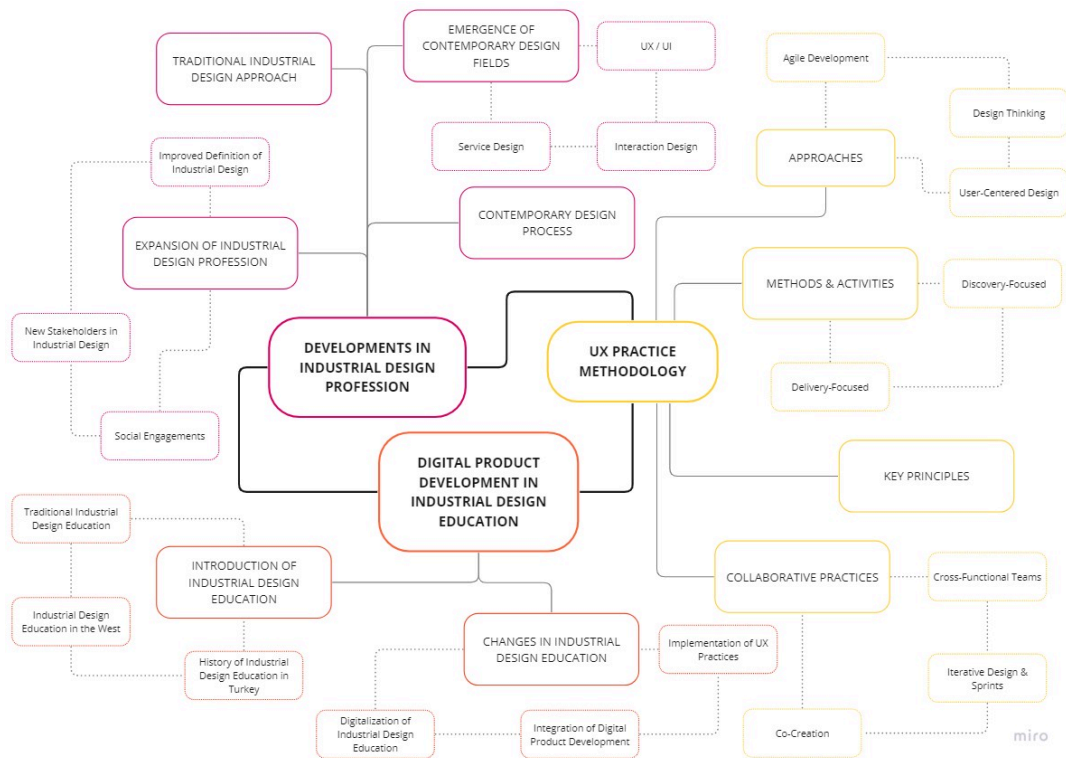 EMERGENCE OF
CONTEMPORARY DESIGN
FIELDS
UX / UI
TRADITIONAL INDUSTRIAL
DESIGN APPROACH
Agile Development
Design Thinking
Service Design
Interaction Design
Improved Definition of
Industrial Design
APPROACHES
User-Centered Design
CONTEMPORARY DESIGN
PROCESS
EXPANSION OF INDUSTRIAL
DESIGN PROFESSION
METHODS & ACTIVITIES
Discovery-Focused
New Stakeholders in
Industrial Design
DEVELOPMENTS IN
INDUSTRIAL DESIGN
PROFESSION
UX PRACTICE
METHODOLOGY
Delivery-Focused
Social Engagements
DIGITAL PRODUCT
DEVELOPMENT IN
INDUSTRIAL DESIGN
EDUCATION
KEY PRINCIPLES
Traditional Industrial
Design Education
INTRODUCTION OF
INDUSTRIAL DESIGN
EDUCATION
COLLABORATIVE PRACTICES
Cross-Functional Teams
Industrial Design
Education in the West
CHANGES IN INDUSTRIAL
DESIGN EDUCATION
Implementation of UX
Practices
History of Industrial
Design Education in
Turkey
Iterative Design &
Sprints
Digitalization of
Industrial Design
Education
Integration of Digital
Product Development
Co-Creation
miro